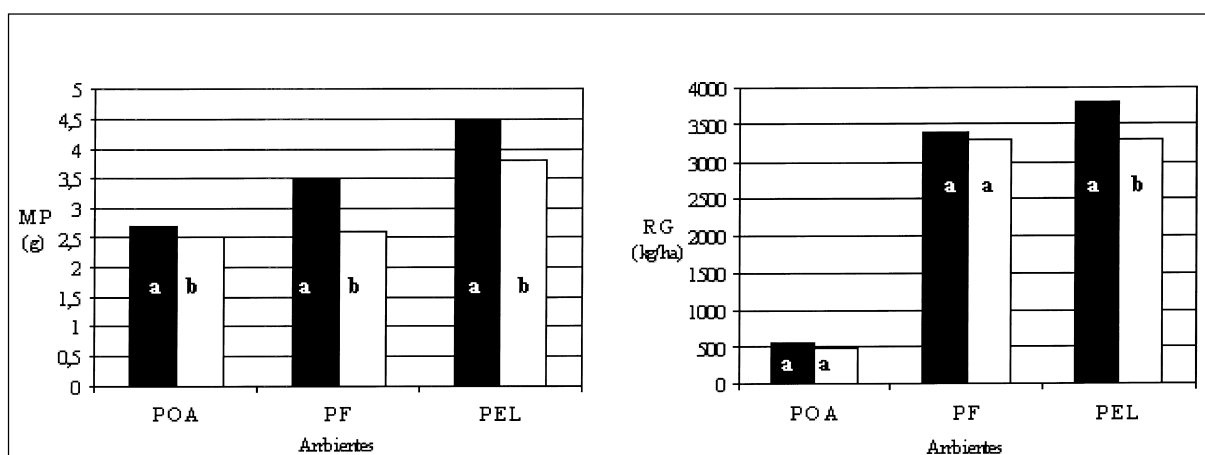 5
4,5
4
3,5
3
MP
(g)
2,5
2
1,5
1
0,5
0
a b
a b
a b
POA PF PEL
Ambientes
4000
3500
3000
2500
RG
(kg/ha)
2000
1500
1000
500
0
a a
a a
a b
POA PF PEL
Ambientes